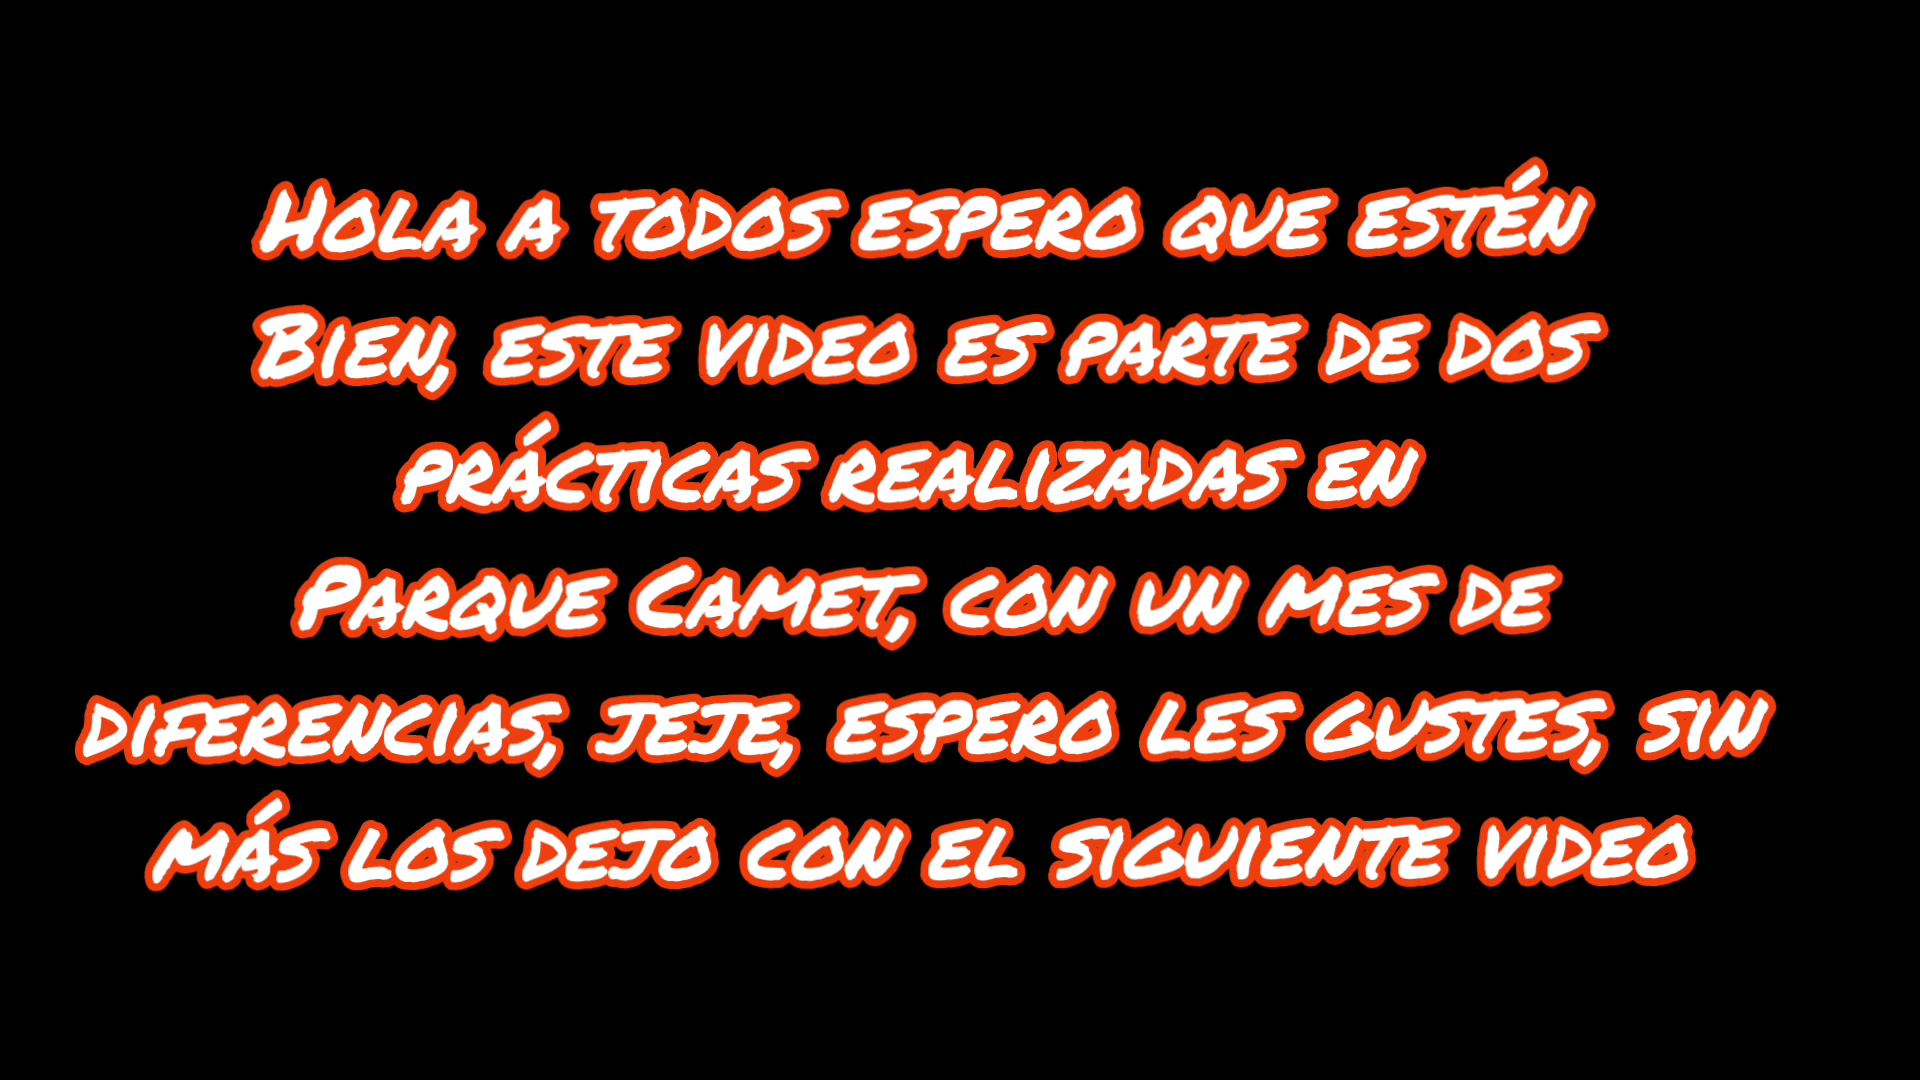 Hola a todos espero que estén
Bien, este video es parte de dos
prácticas realizadas en
Parque Camet, con un mes de
diferencias, jeje, espero les gustes, sin
más los dejo con el siguiente video